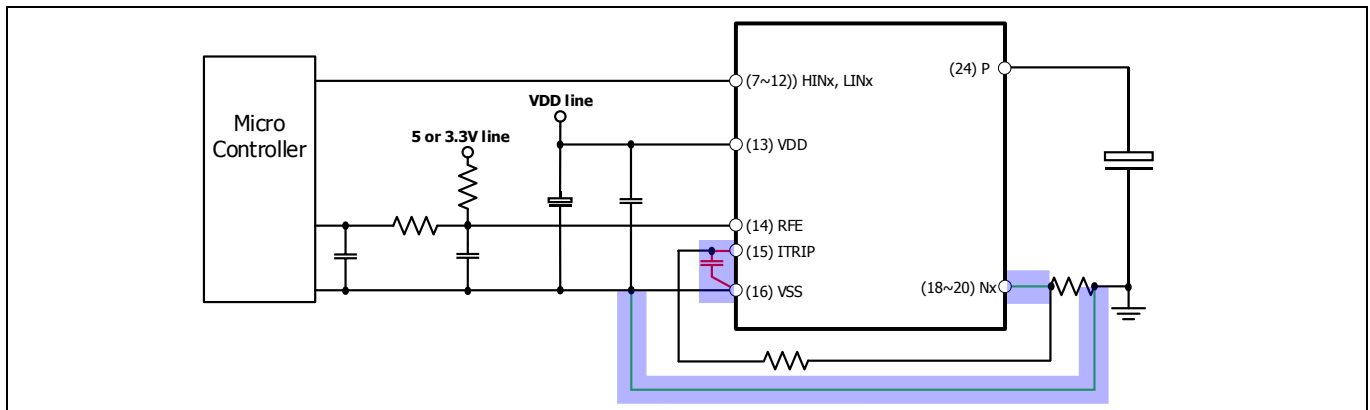 (24) P
(7~12)) HINx, LINx
VDD line
Micro
Controller
5 or 3.3V line
(13) VDD
(14) RFE
(15) ITRIP
(16) VSS
(18~20) Nx